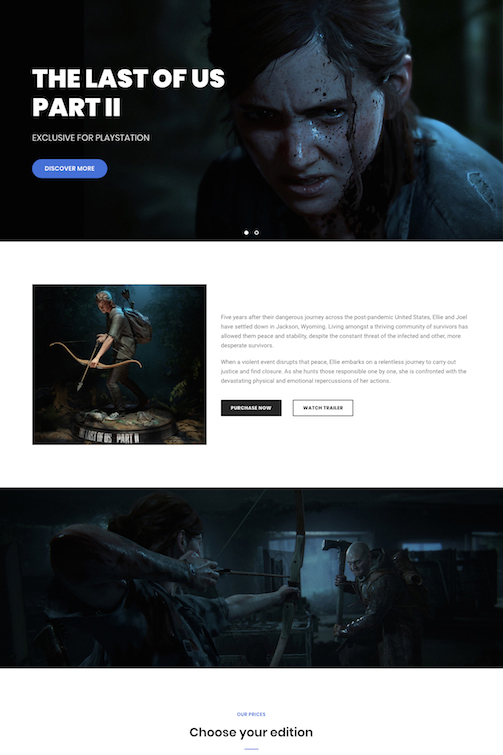 THE LAST OF US
PART II
EXCLUSIVE FOR PLAYSTATION
DISCOVER MORE
THE LAST OF US PART II
Five years after their dangerous journey across the post-pandemic United States, Ellie and Joel
have settled down in Jackson, Wyoming. Living amongst a thriving community of survivors has
allowed them peace and stability, despite the constant threat of the infected and other, more
desperate survivors.
When a violent event disrupts that peace, Ellie embarks on a relentless journey to carry out
justice and find closure. As she hunts those responsible one by one, she is confronted with the
devastating physical and emotional repercussions of her actions.
PURCHASE NOW
WATCH TRAILER
OUR PRICES
Choose your edition